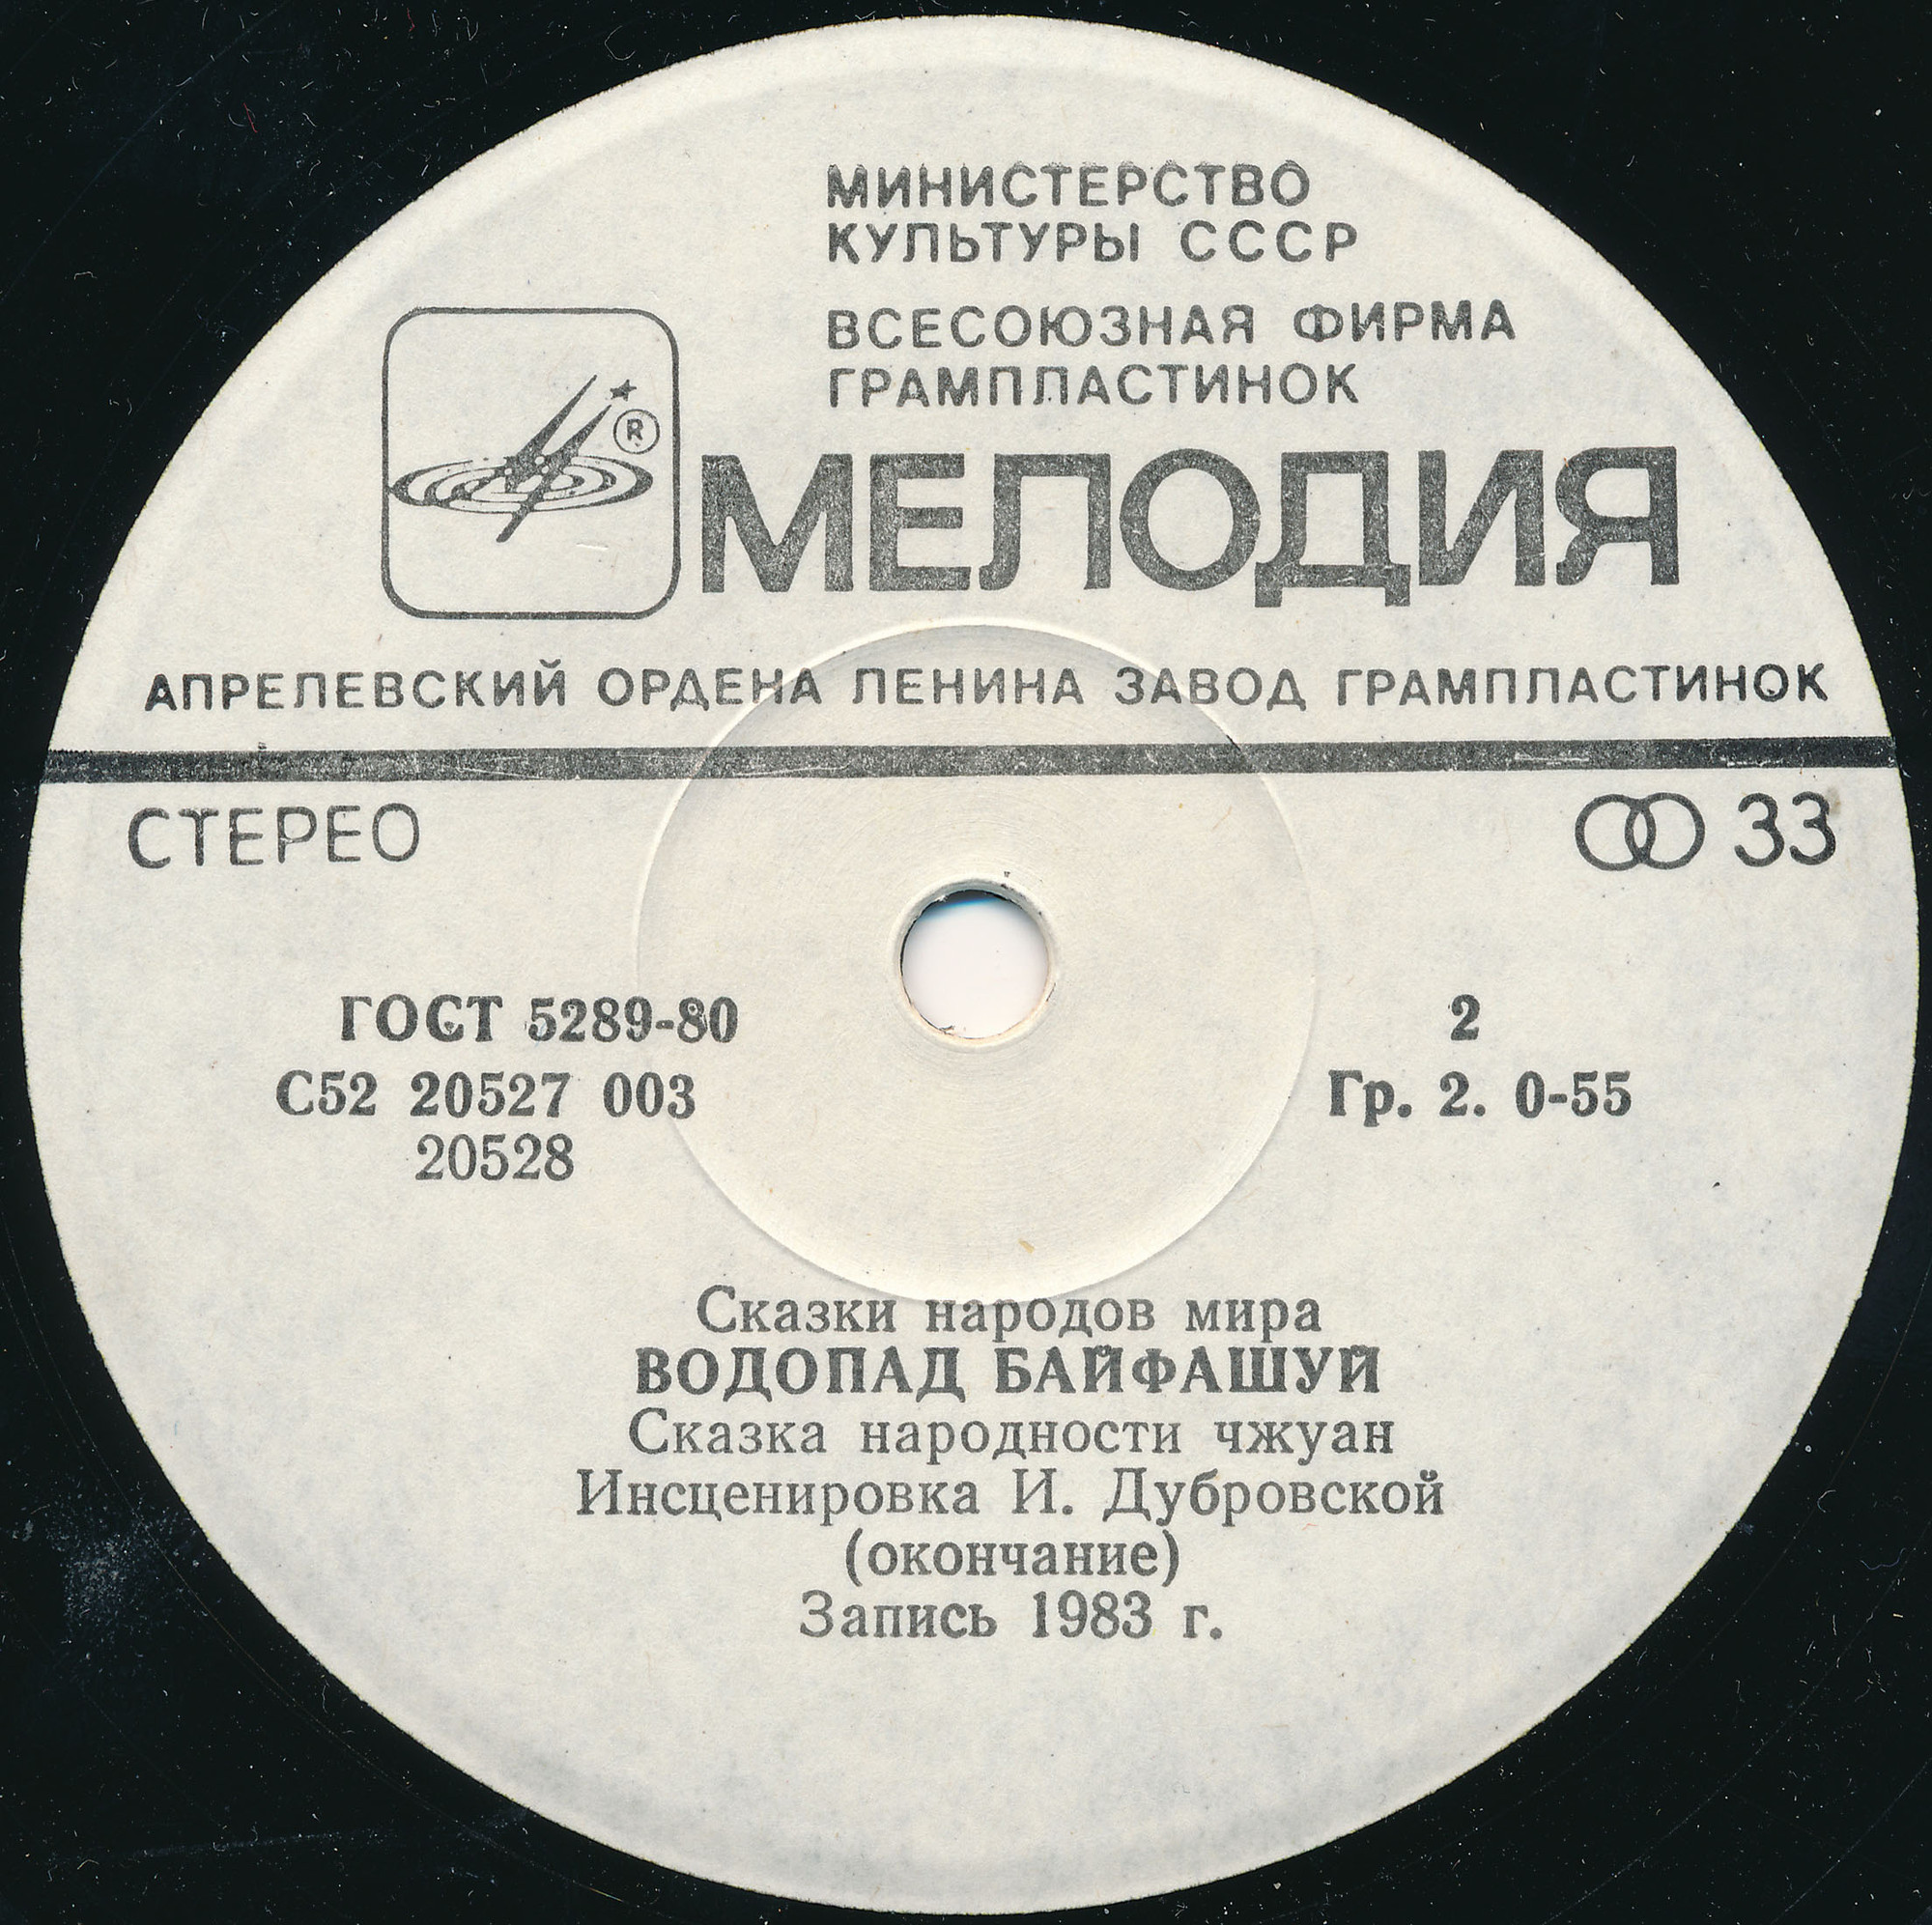 МИНИСТЕРСТВО
КУЛЬТУРЫ СССР
ВСЕСОЮЗНАЯ ФИРМА
ГРАМПЛАСТИНОК
®
МЕЛОДИЯ
АПРЕЛЕВСКИЙ ОРДЕНА ЛЕНИНА ЗАВОД ГРАМПЛАСТИНОК
СТЕРЕО
33
ГОСТ 5289-80
2
С52 20527 003
Гр. 2. 0-55
20528
Сказки народов мира
ВОДОПАД БАЙФАШУЙ
Сказка народности чжуан
Инсценировка И. Дубровской
(окончание)
Запись 1983 г.